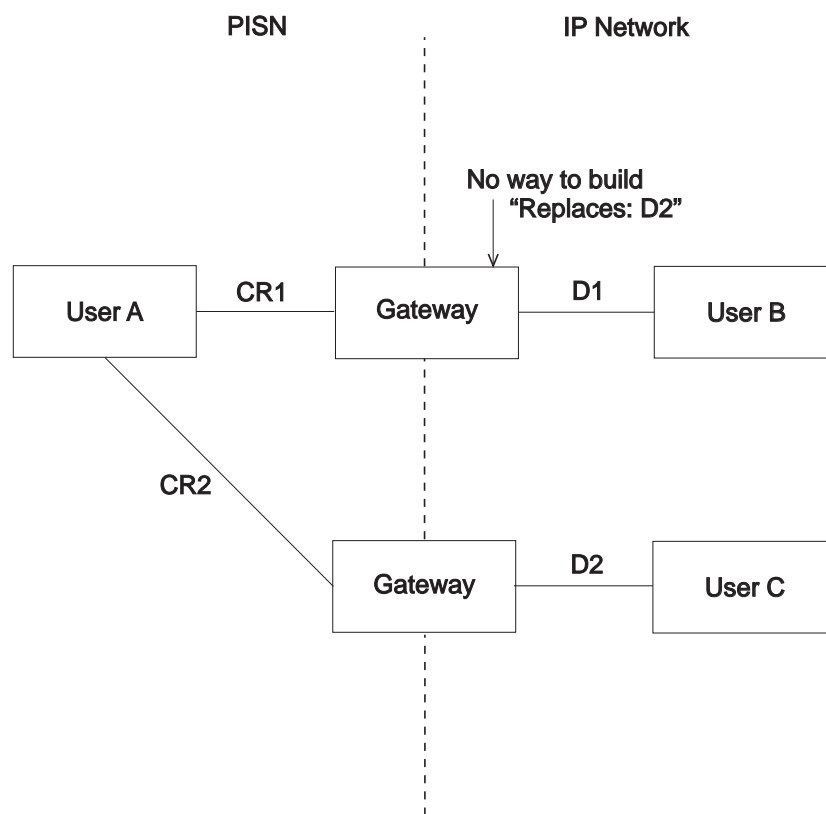 PISN
IP Network
No way to build
“Replaces: D2”
User A
CR1
Gateway
D1
User B
CR2
Gateway
D2
User C